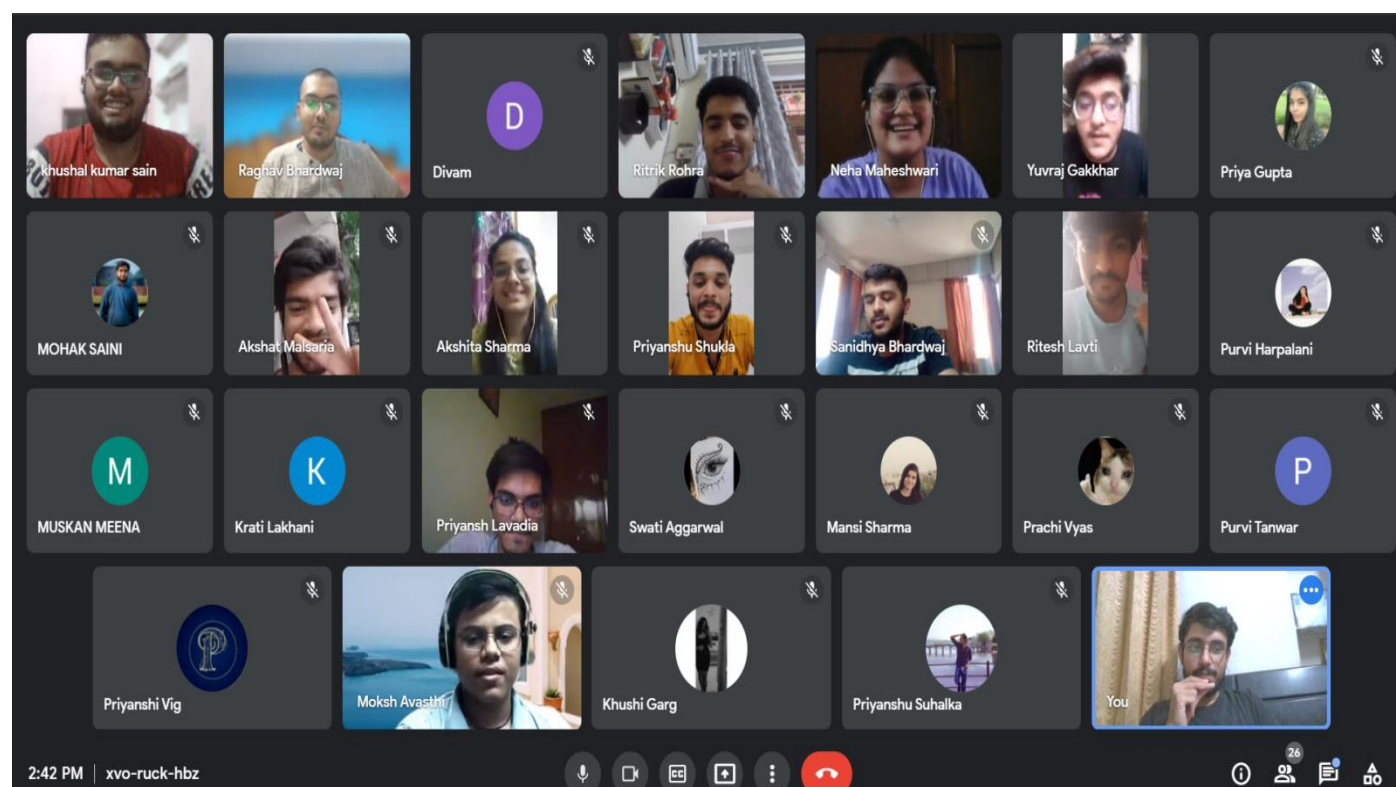 khushal kumar sain
Raghav Bhardwaj
D
Divam
Ritrik Rohra
Neha Maheshwari
Yuvraj Gakkhar
Priya Gupta
MOHAK SAINI
Akshat Malsaria
Akshita Sharma
Priyanshu Shukla
Sanidhya Bhardwaj
Ritesh Lavti
Purvi Harpalani
M
MUSKAN MEENA
K
Krati Lakhani
Priyansh Lavadia
Swati Aggarwal
Mansi Sharma
Prachi Vyas
P
Purvi Tanwar
P
Priyanshi Vig
Moksh Avasthi
Khushi Garg
Priyanshu Suhalka
You
2:42 PM | xvo-ruck-hbz
CC
26